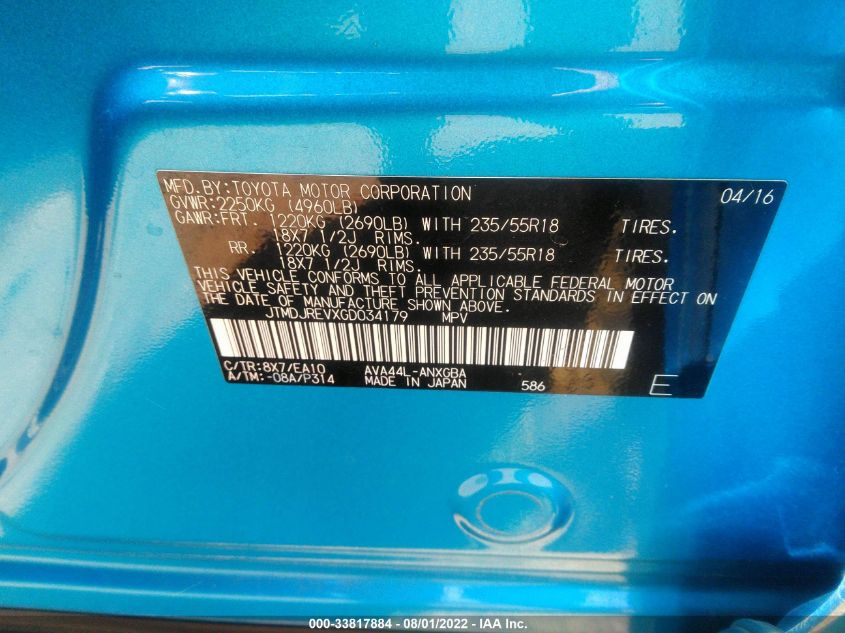 MFD.BY:TOYOTA MOTOR CORPORATION 04/16
GVWR:2250KG (4960LB)
GAWR:FRT. 1220KG (2690LB) WITH 235/55R18 TIRES.
18X7 1/2J RIMS.
RR. 1220KG (2690LB) WITH 235/55R18 TIRES.
18X7 1/2J RIMS.
THIS VEHICLE CONFORMS TO ALL APPLICABLE FEDERAL MOTOR
VEHICLE SAFETY AND THEFT PREVENTION STANDARDS IN EFFECT ON
THE DATE OF MANUFACTURE SHOWN ABOVE.
JTMDJREVXGD034179 MPV
C/TR:8X7/EA10 AVA44L-ANXGBA
A/TM:-08A/P314 MADE IN JAPAN 586 E
000-33817884 - 08/01/2022 - IAA Inc.